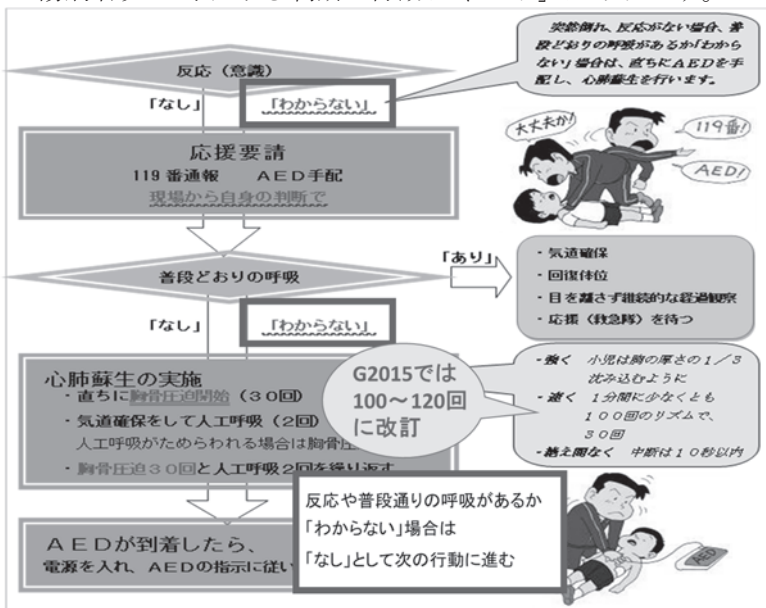 突然倒れ、反応がない場合、普
段どおりの呼吸があるか「わから
ない」場合は、直ちにAEDを手
配し、心肺蘇生を行います。
反応(意識)
「なし」
「わからない」
応援要請
119番通報 AED手配
現場から自身の判断で
大丈夫か!
119番!
AED!
普段どおりの呼吸
「あり」
・気道確保
・回復体位
・目を離さず継続的な経過観察
・応援(救急隊)を待つ
「なし」
「わからない」
心肺蘇生の実施
・直ちに胸骨圧迫開始(30回)
・気道確保をして人工呼吸(2回)
人工呼吸がためらわれる場合は胸骨圧
・胸骨圧迫30回と人工呼吸2回を繰り返す
G2015では
100~120回
に改訂
・強く 小児は胸の厚さの1/3
沈み込むように
・速く 1分間に少なくとも
100回のリズムで、
30回
・絶え間なく 中断は10秒以内
反応や普段通りの呼吸があるか
「わからない」場合は
「なし」として次の行動に進む
AEDが到着したら、
電源を入れ、AEDの指示に従い
AED